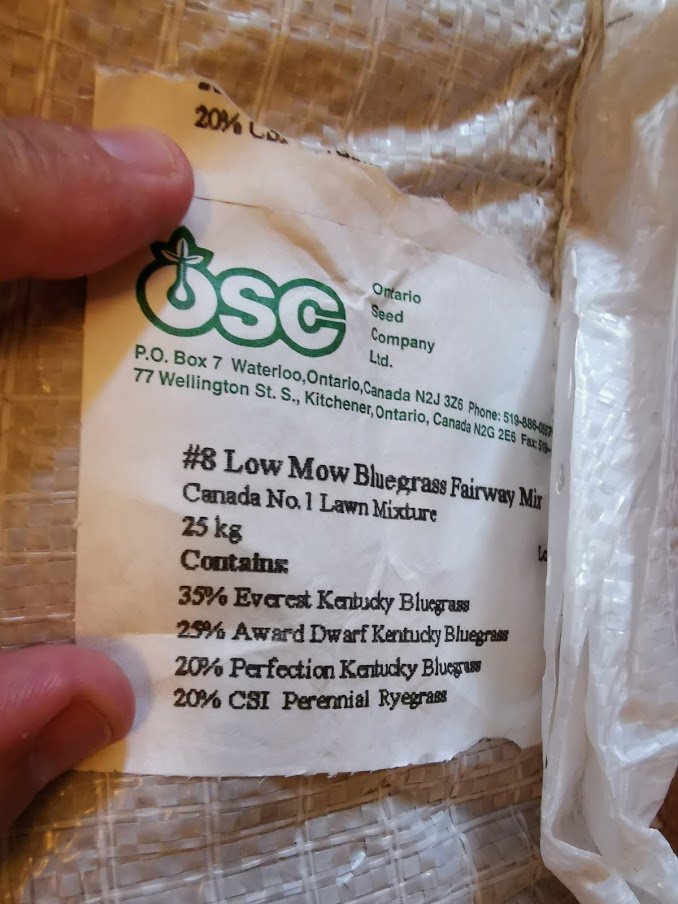 20%
OSC
Ontario
Seed
Company
Ltd.
P.O. Box 7 Waterloo,Ontario,Canada N2J 3Z6 Phone: 519-886-
77 Wellington St. S., Kitchener,Ontario, Canada N2G 2E6 Fax:
#8 Low Mow Bluegrass Fairway Mix
Canada No.1 Lawn Mixture
25 kg
Contains:
35% Everest Kentucky Bluegrass
25% Award Dwarf Kentucky Bluegrass
20% Perfection Kentucky Bluegrass
20% CSI Perennial Ryegrass